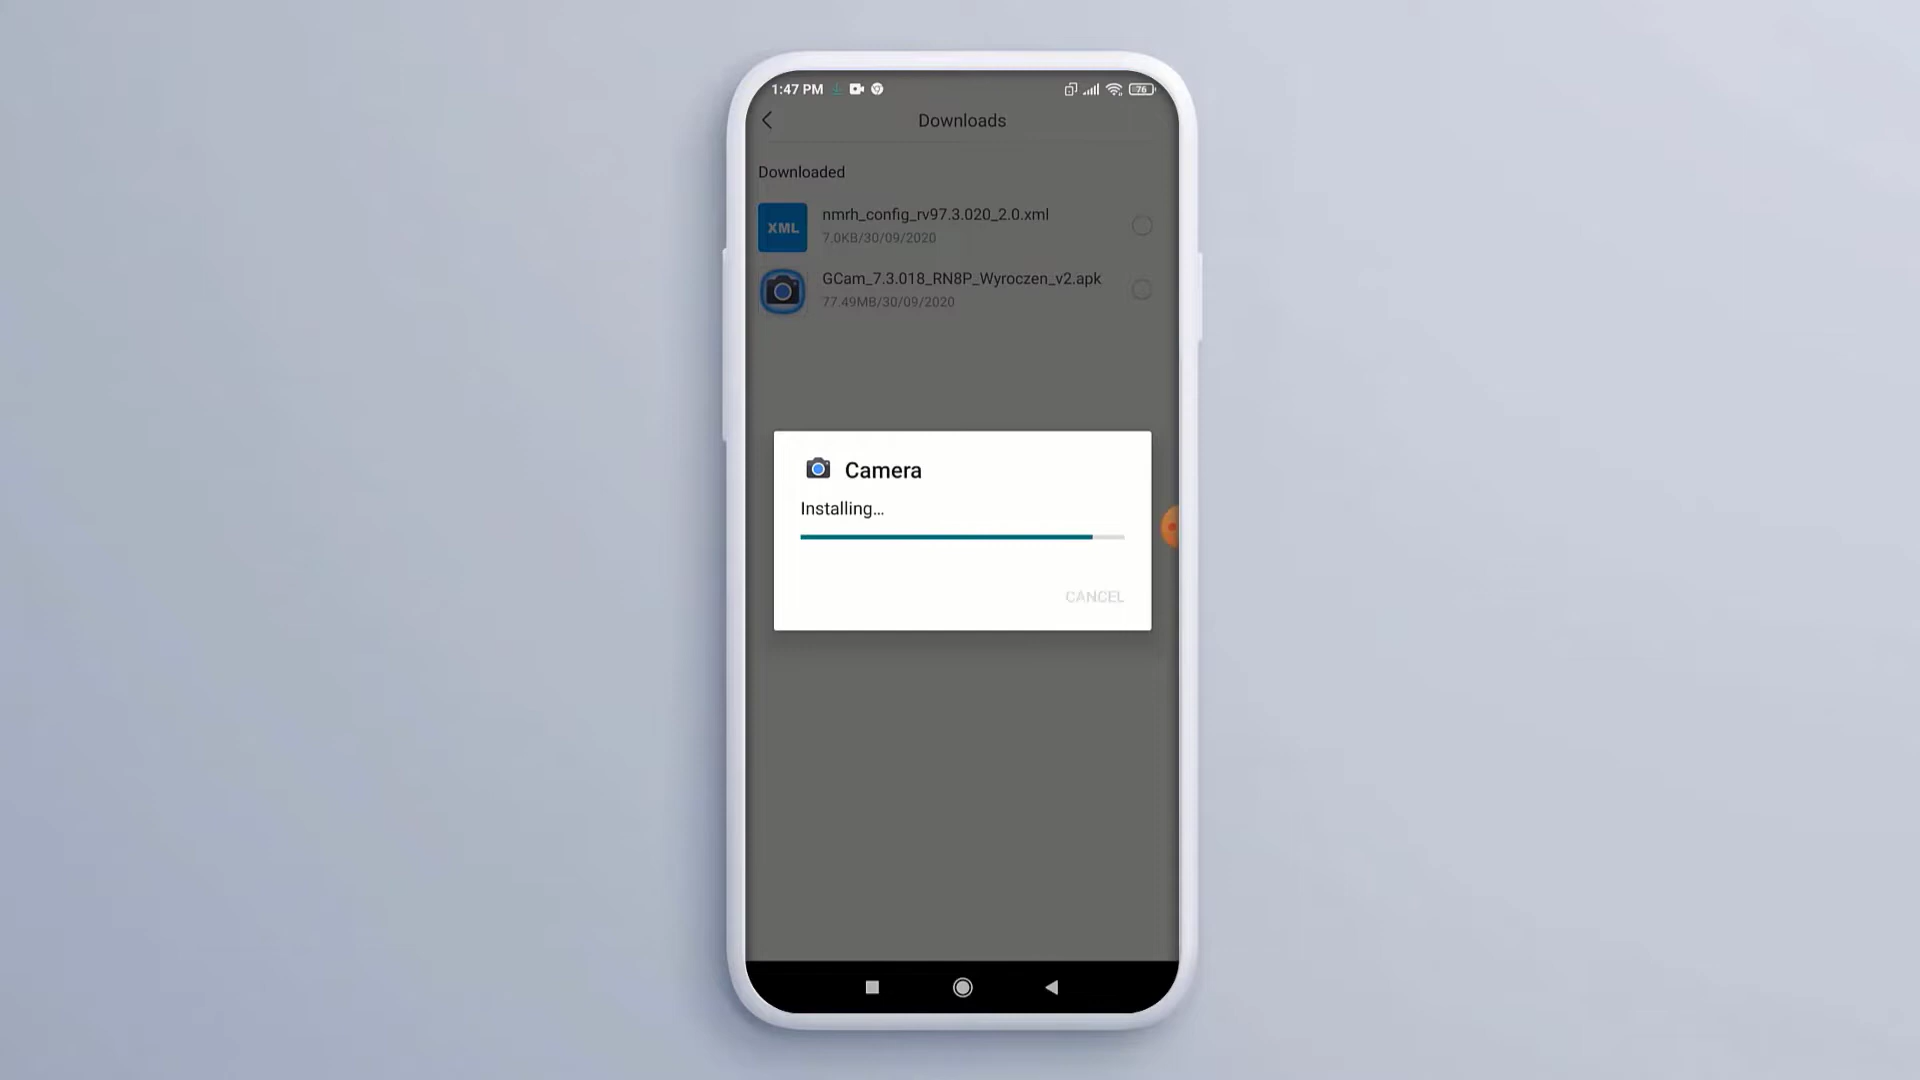 1:47 PM
76
Downloads
Downloaded
XML
nmrh_config_rv97.3.020_2.0.xml
7.0KB/30/09/2020
GCam_7.3.018_RN8P_Wyroczen_v2.apk
77.49MB/30/09/2020
Camera
Installing…
CANCEL